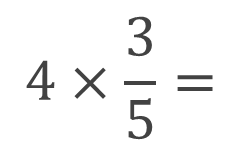 4 × 3/5 =